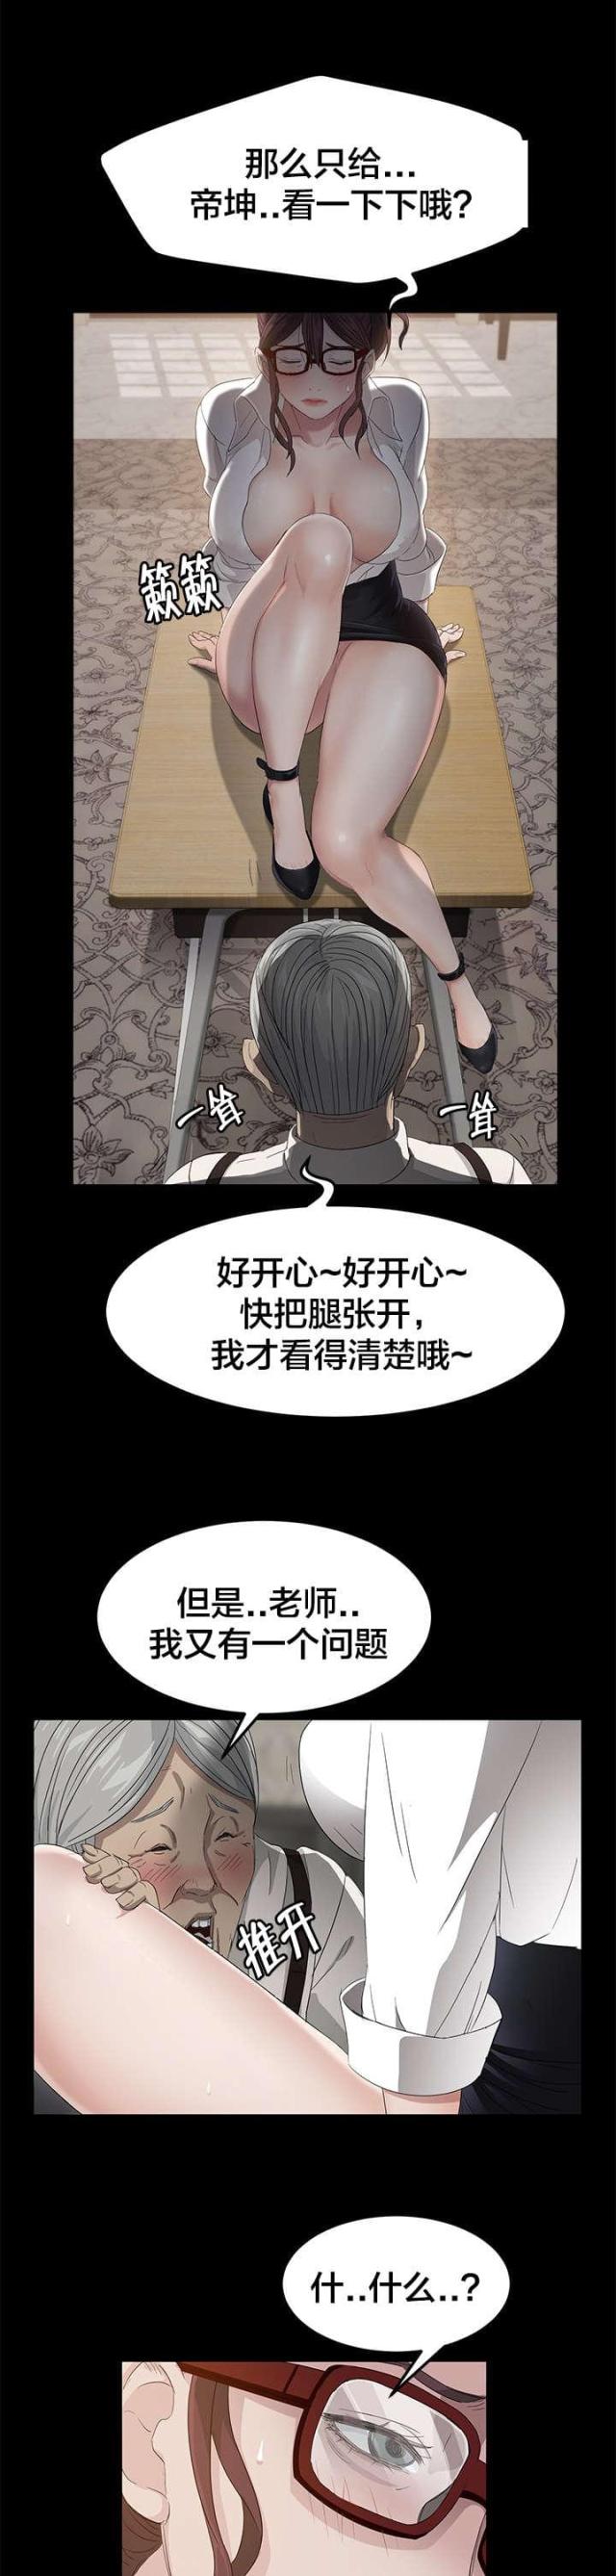 那么只给...
帝坤..看一下下哦?
簌簌
一耸
一耸
好开心~好开心~
快把腿张开,
我才看得清楚哦~
但是..老师..
我又有一个问题
推开
什..什么..?